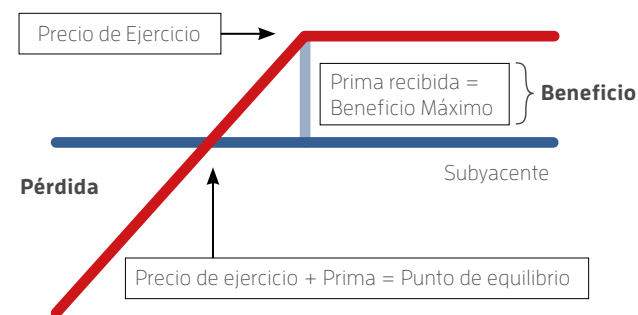 Precio de Ejercicio
Prima recibida =
Beneficio Máximo
Beneficio
Subyacente
Pérdida
Precio de ejercicio + Prima = Punto de equilibrio